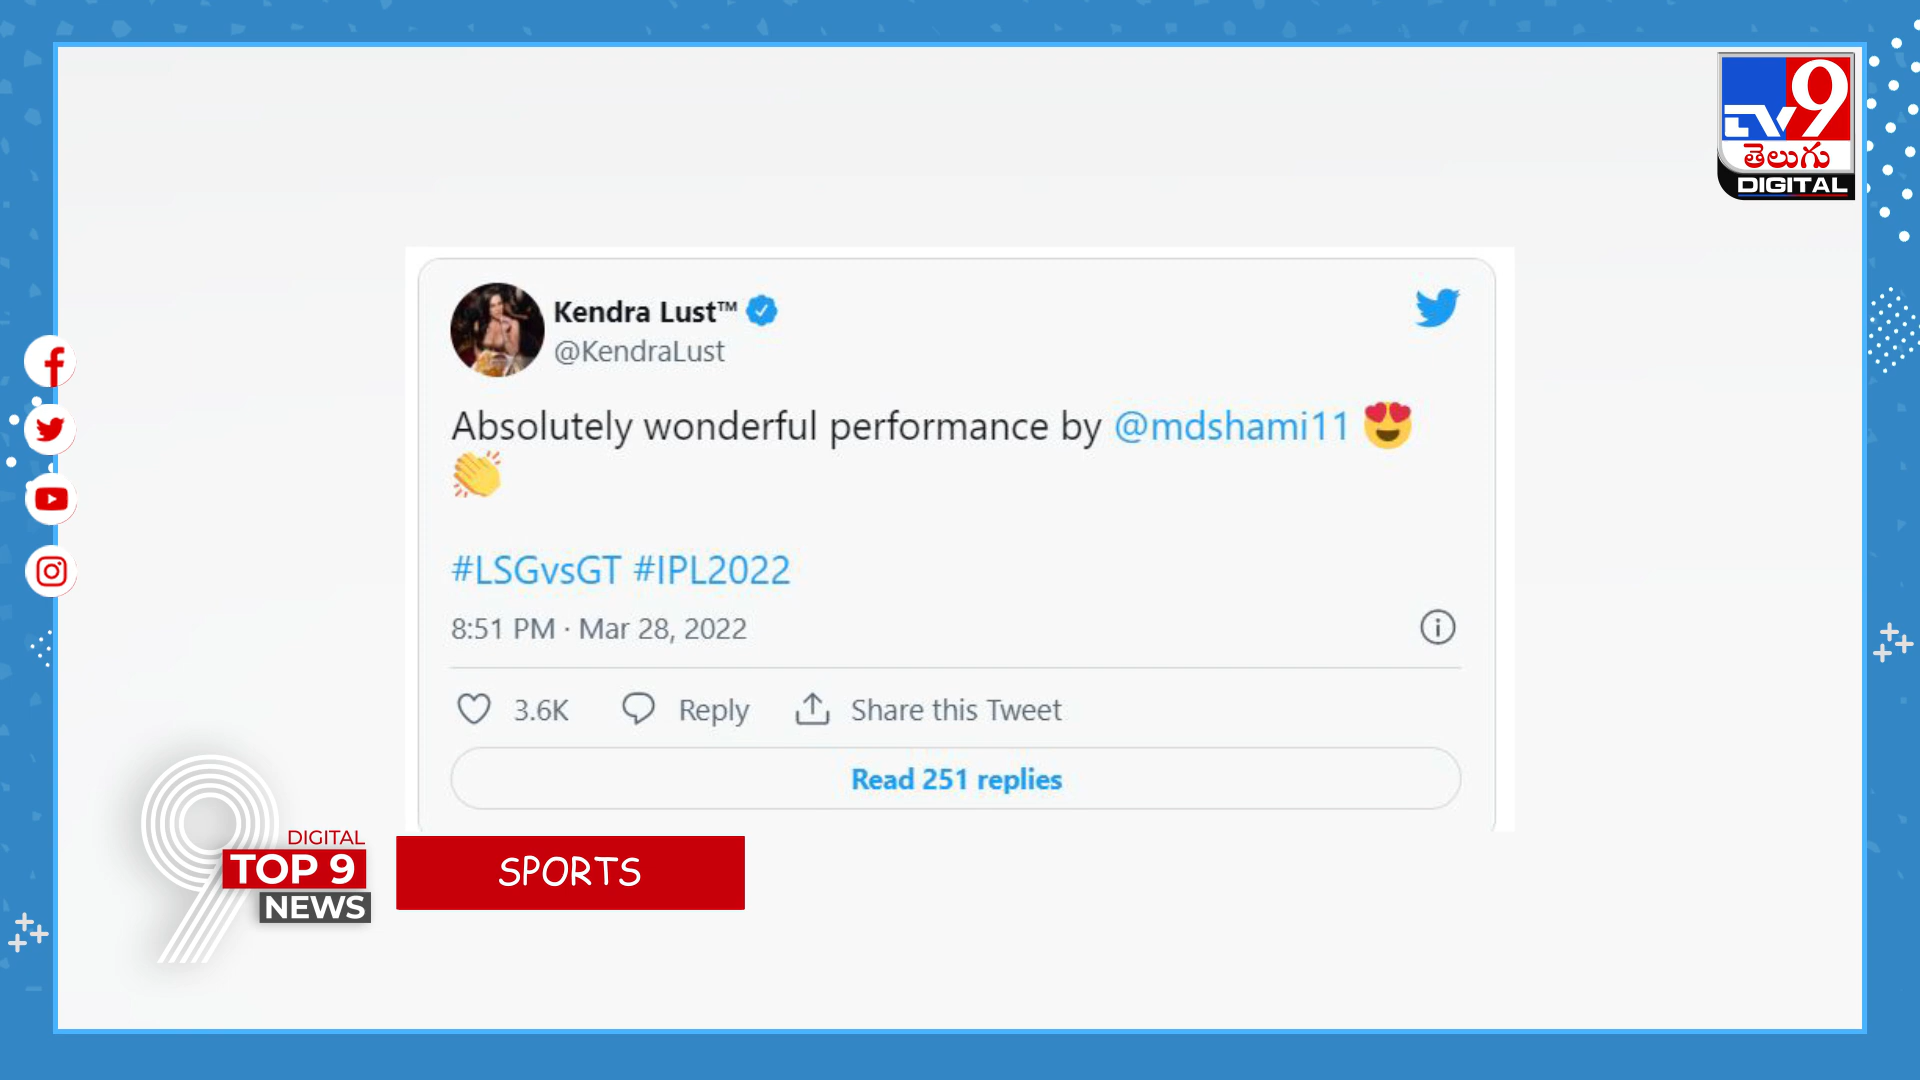 TV9
తెలుగు
DIGITAL
Kendra Lust™
@KendraLust
Absolutely wonderful performance by @mdshami11 😍
👏
#LSGvsGT #IPL2022
8:51 PM · Mar 28, 2022
3.6K Reply Share this Tweet
Read 251 replies
9
DIGITAL
TOP 9
NEWS
SPORTS